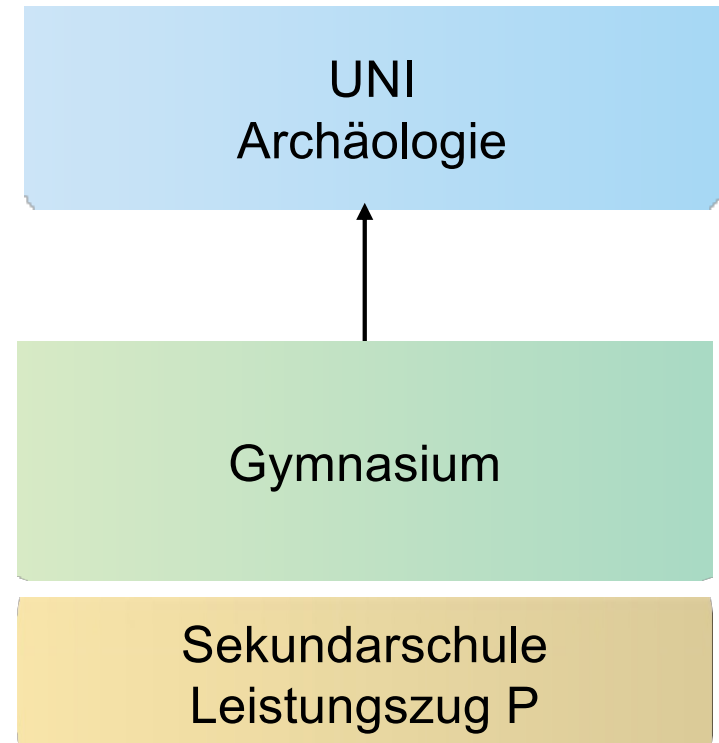 UNI
Archäologie
Gymnasium
Sekundarschule
Leistungszug P